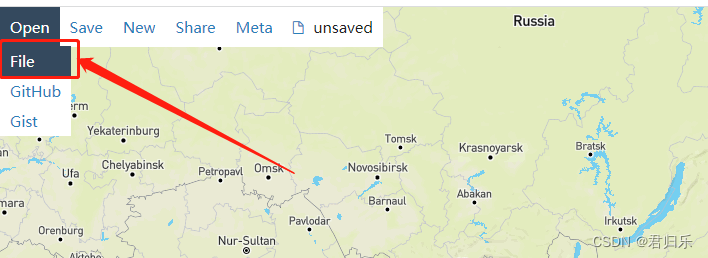 Open Save New Share Meta unsaved
File
GitHub
Gist
Russia
Yekaterinburg
Tomsk
Krasnoyarsk
Bratsk
Chelyabinsk
Omsk
Novosibirsk
Ufa
Petropavl
Abakan
Barnaul
Pavlodar
Irkutsk
Orenburg
Aktobe
Nur-Sultan
CSDN @君归乐